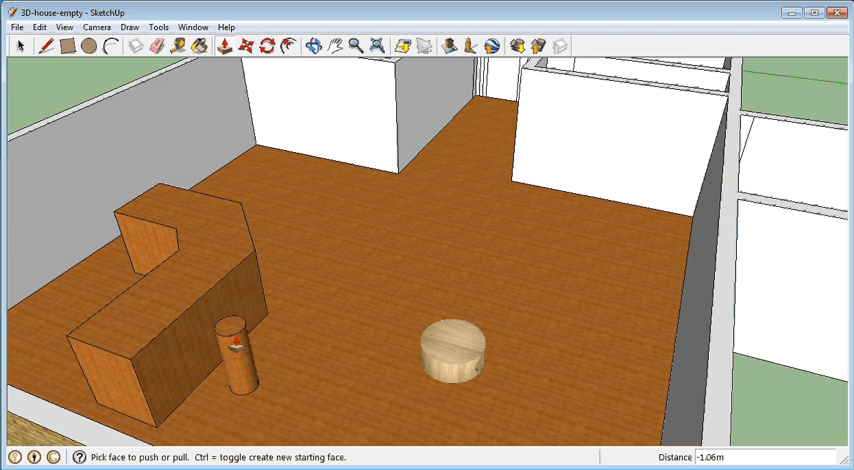 3D-house-empty - SketchUp
File Edit View Camera Draw Tools Window Help
Pick face to push or pull. Ctrl = toggle create new starting face. Distance -1.06m